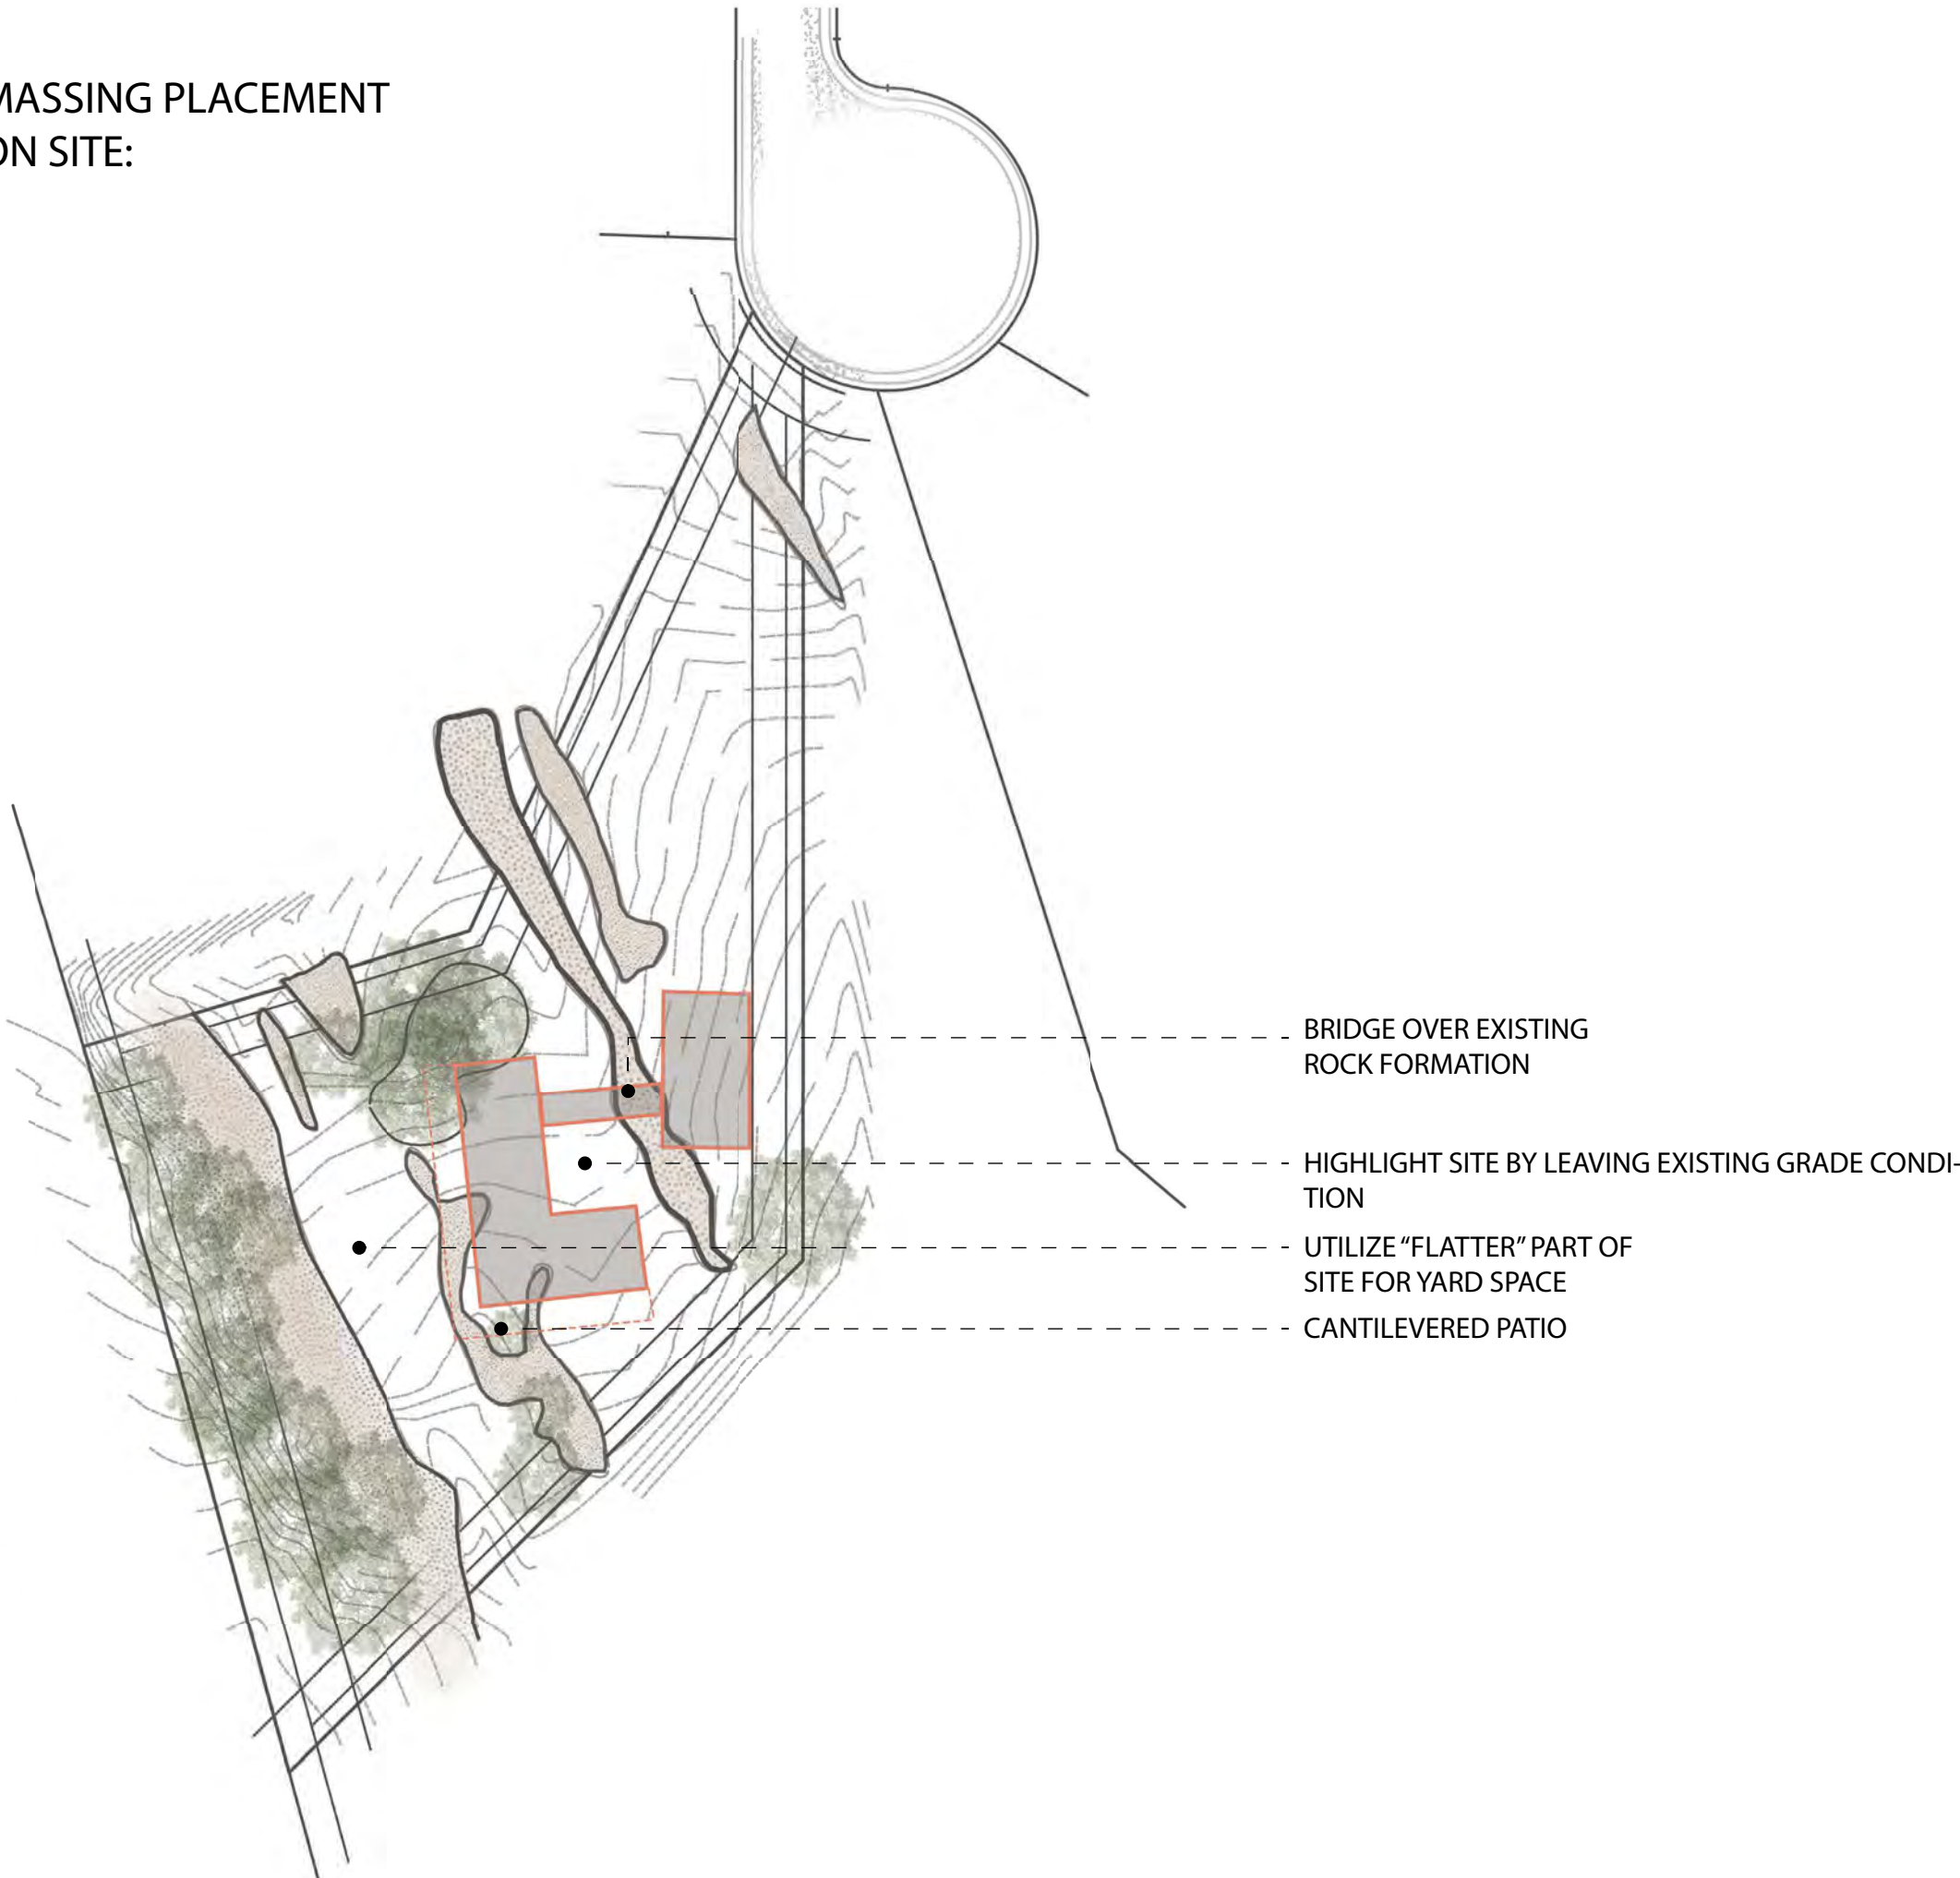 MASSING PLACEMENT
ON SITE:
BRIDGE OVER EXISTING
ROCK FORMATION
HIGHLIGHT SITE BY LEAVING EXISTING GRADE CONDI-
TION
UTILIZE “FLATTER” PART OF
SITE FOR YARD SPACE
CANTILEVERED PATIO